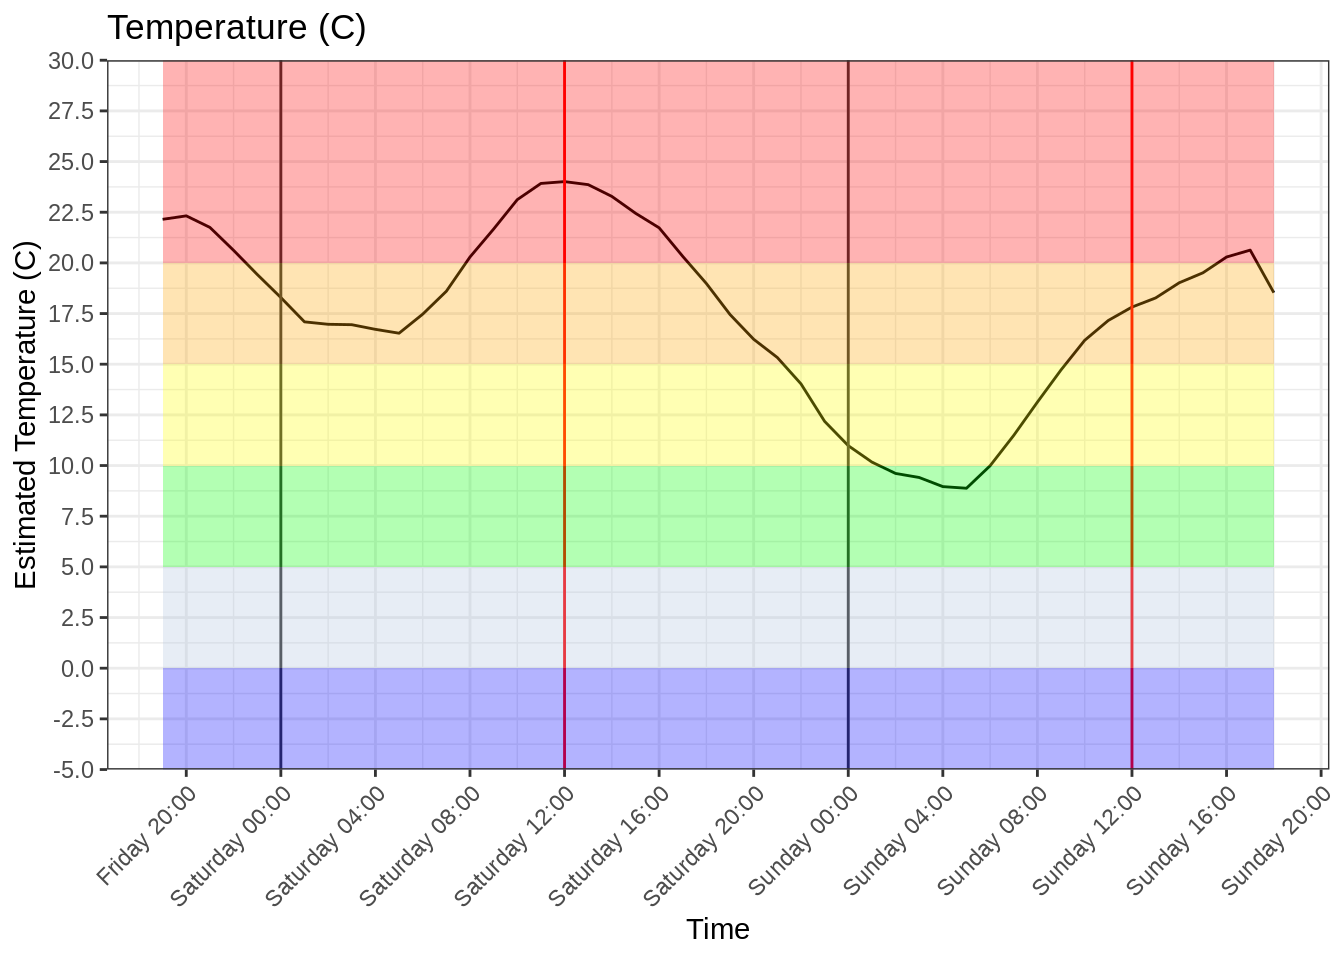 Temperature (C)
30.0
27.5
25.0
22.5
20.0
17.5
15.0
12.5
10.0
7.5
5.0
2.5
0.0
-2.5
-5.0
Estimated Temperature (C)
Friday 20:00
Saturday 00:00
Saturday 04:00
Saturday 08:00
Saturday 12:00
Saturday 16:00
Saturday 20:00
Sunday 00:00
Sunday 04:00
Sunday 08:00
Sunday 12:00
Sunday 16:00
Sunday 20:00
Time